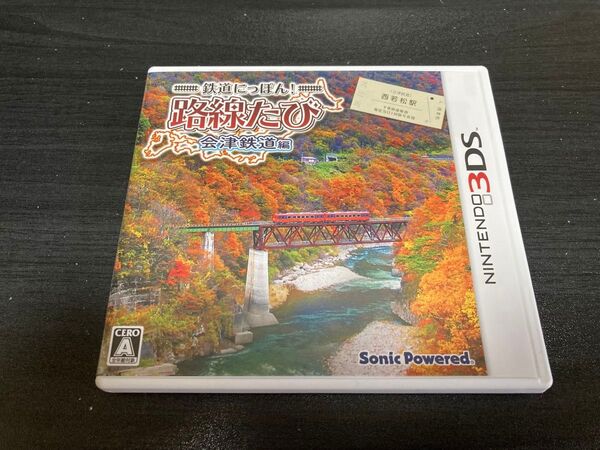 鉄道にっぽん!
路線たび
会津鉄道編
西若松駅
NINTENDO 3DS
CERO
A
Sonic Powered